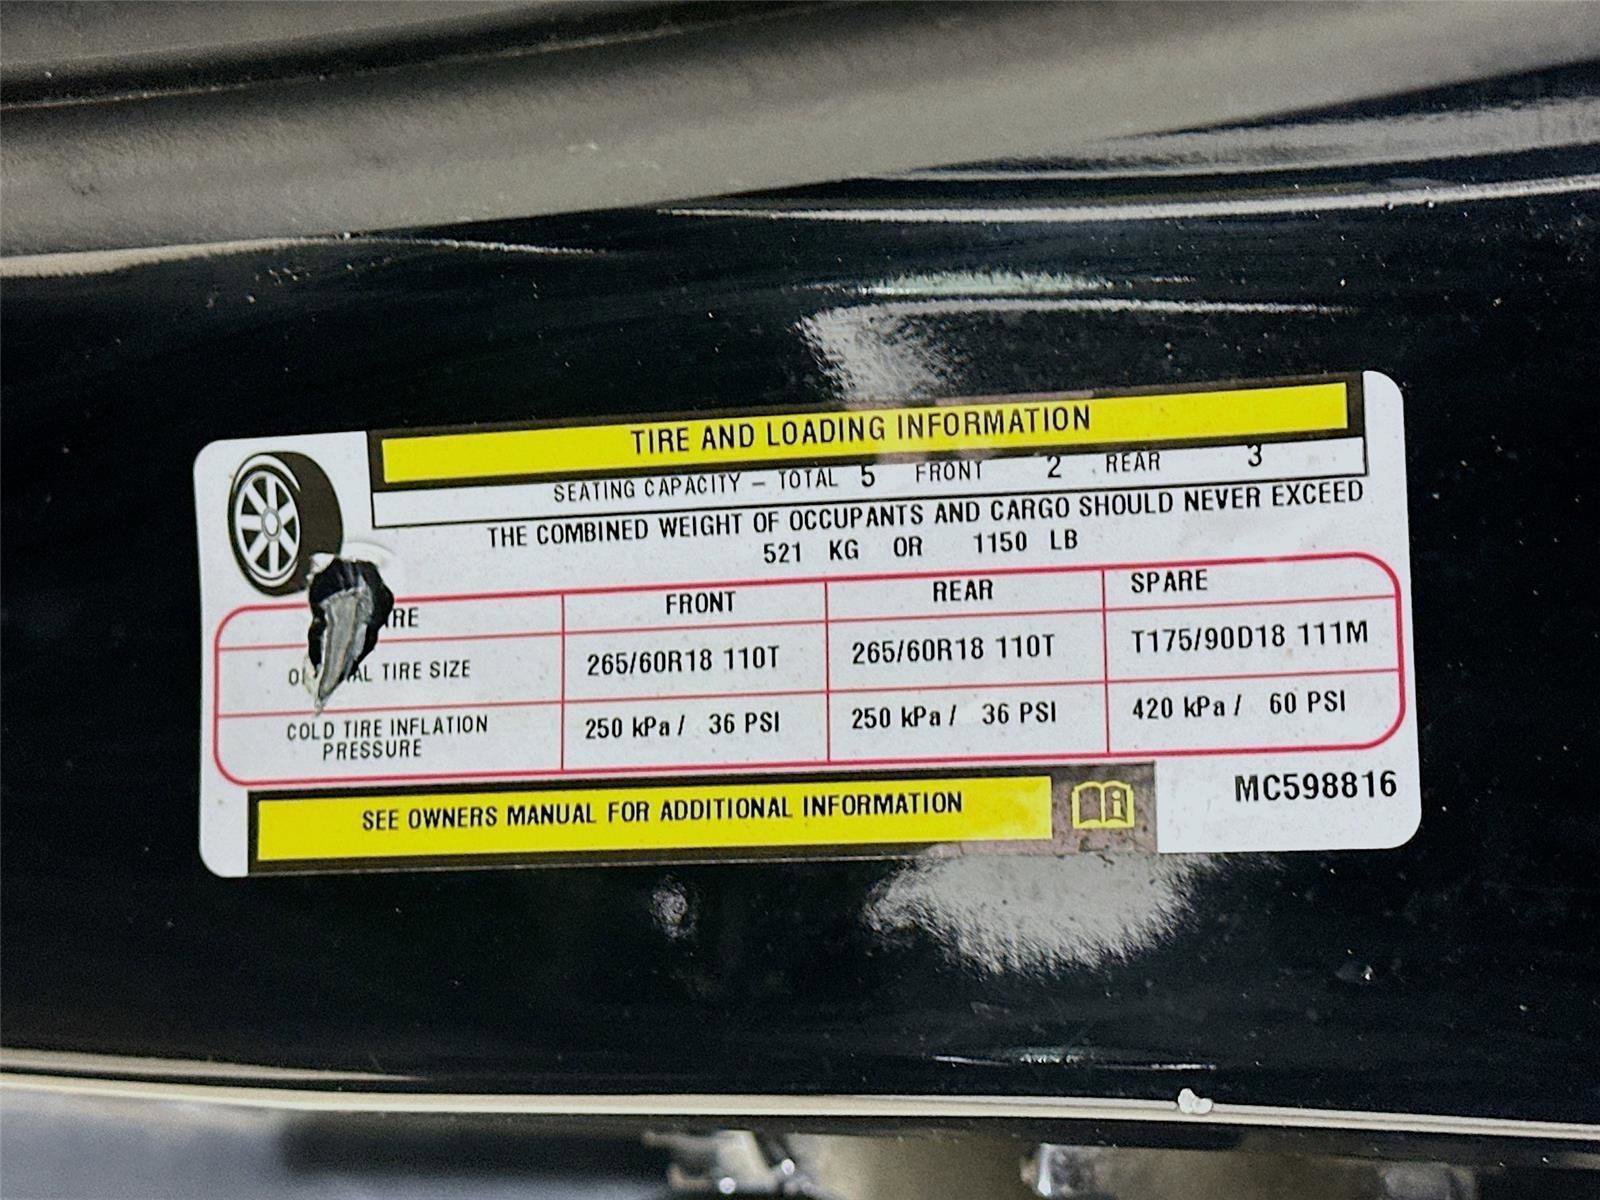 TIRE AND LOADING INFORMATION
SEATING CAPACITY – TOTAL 5 FRONT 2 REAR 3
THE COMBINED WEIGHT OF OCCUPANTS AND CARGO SHOULD NEVER EXCEED
521 KG OR 1150 LB
FRONT REAR SPARE
TIRE SIZE 265/60R18 110T 265/60R18 110T T175/90D18 111M
COLD TIRE INFLATION
PRESSURE 250 kPa / 36 PSI 250 kPa / 36 PSI 420 kPa / 60 PSI
SEE OWNERS MANUAL FOR ADDITIONAL INFORMATION
MC598816